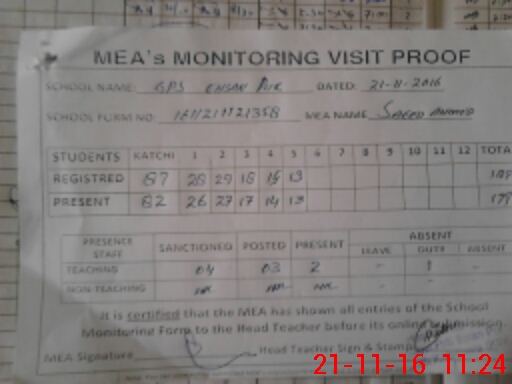 MEA's MONITORING VISIT PROOF
SCHOOL NAME: GPS DATED: 21-11-2016
SCHOOL FORM NO: MEA NAME SAEED AHMED
STUDENTS KATCHI 1 2 3 4 5 6 7 8 9 10 11 12 TOTA
REGISTRED 87 28 29 18 15 13
PRESENT 82 26 27 17 14 13
PRESENCE STAFF SANCTIONED POSTED PRESENT ABSENT
LEAVE DUTY ABSENT
TEACHING 04 03 2 - 1 -
NON-TEACHING - - -
It is certified that the MEA has shown all entries of the School
Monitoring Form to the Head Teacher before its online submission.
MEA Signature Head Teacher Sign & Stamp
21-11-16 11:24